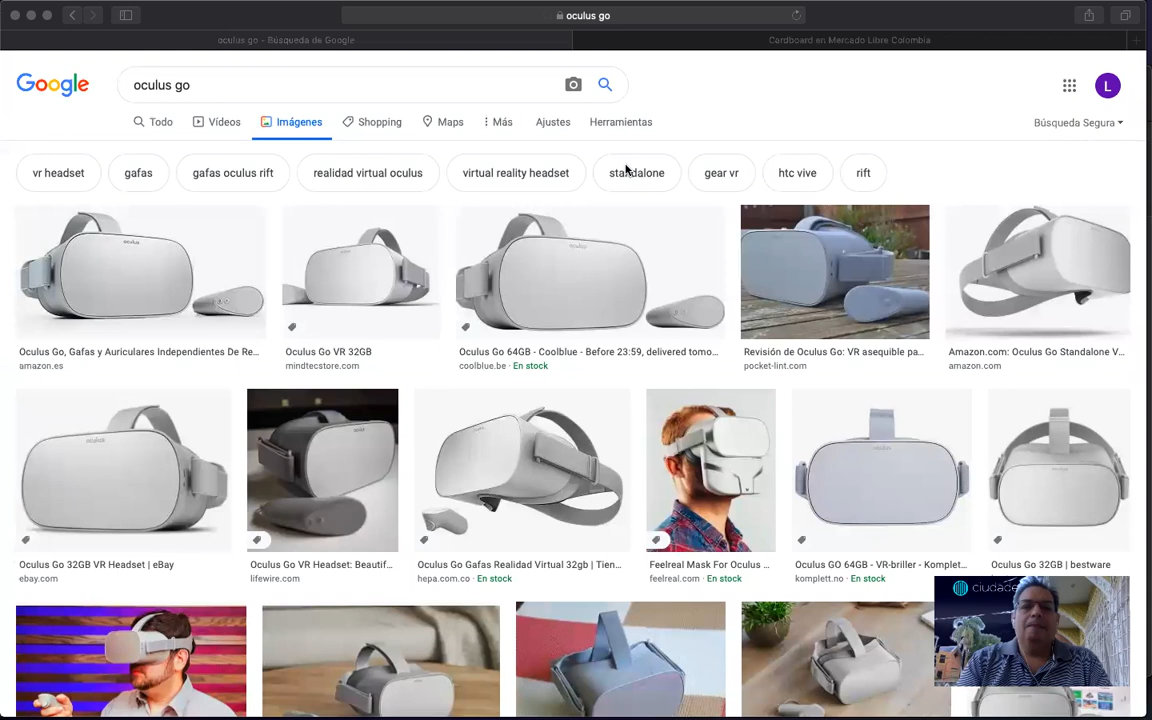 oculus go
oculus go - Búsqueda de Google
Cardboard en Mercado Libre Colombia
Google
oculus go
L
Todo
Vídeos
Imágenes
Shopping
Maps
Más
Ajustes
Herramientas
Búsqueda Segura
vr headset
gafas
gafas oculus rift
realidad virtual oculus
virtual reality headset
standalone
gear vr
htc vive
rift
Oculus Go, Gafas y Auriculares Independientes De Re...
amazon.es
Oculus Go VR 32GB
mindtecstore.com
Oculus Go 64GB - Coolblue - Before 23:59, delivered tomo...
coolblue.be · En stock
Revisión de Oculus Go: VR asequible pa...
pocket-lint.com
Amazon.com: Oculus Go Standalone V...
amazon.com
Oculus Go 32GB VR Headset | eBay
ebay.com
Oculus Go VR Headset: Beautif...
lifewire.com
Oculus Go Gafas Realidad Virtual 32gb | Tien...
hepa.com.co · En stock
Feelreal Mask For Oculus ...
feelreal.com · En stock
Oculus GO 64GB - VR-briller - Komplet...
komplett.no · En stock
Oculus Go 32GB | bestware